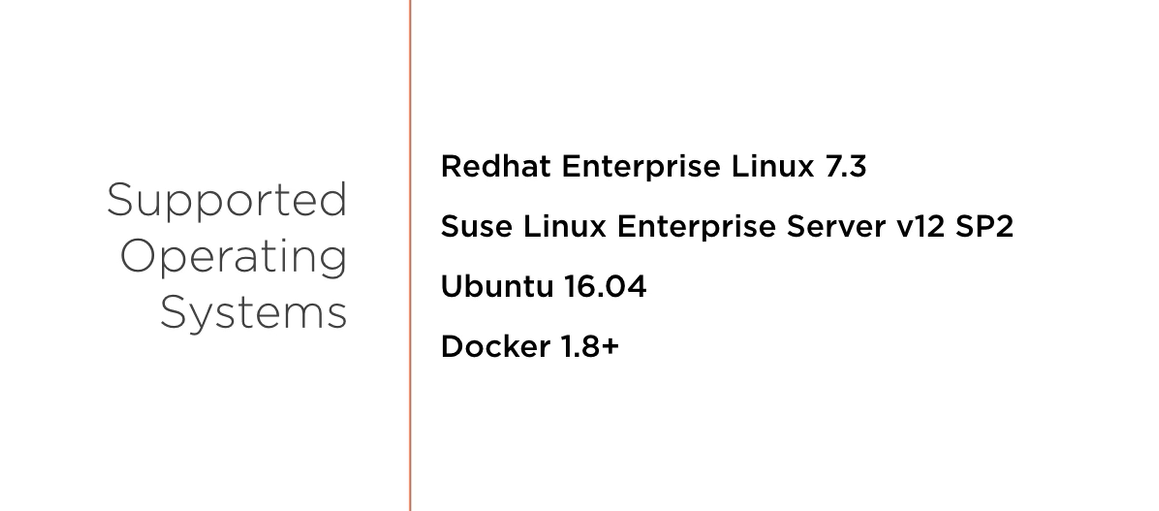 Supported
Operating
Systems
Redhat Enterprise Linux 7.3
Suse Linux Enterprise Server v12 SP2
Ubuntu 16.04
Docker 1.8+